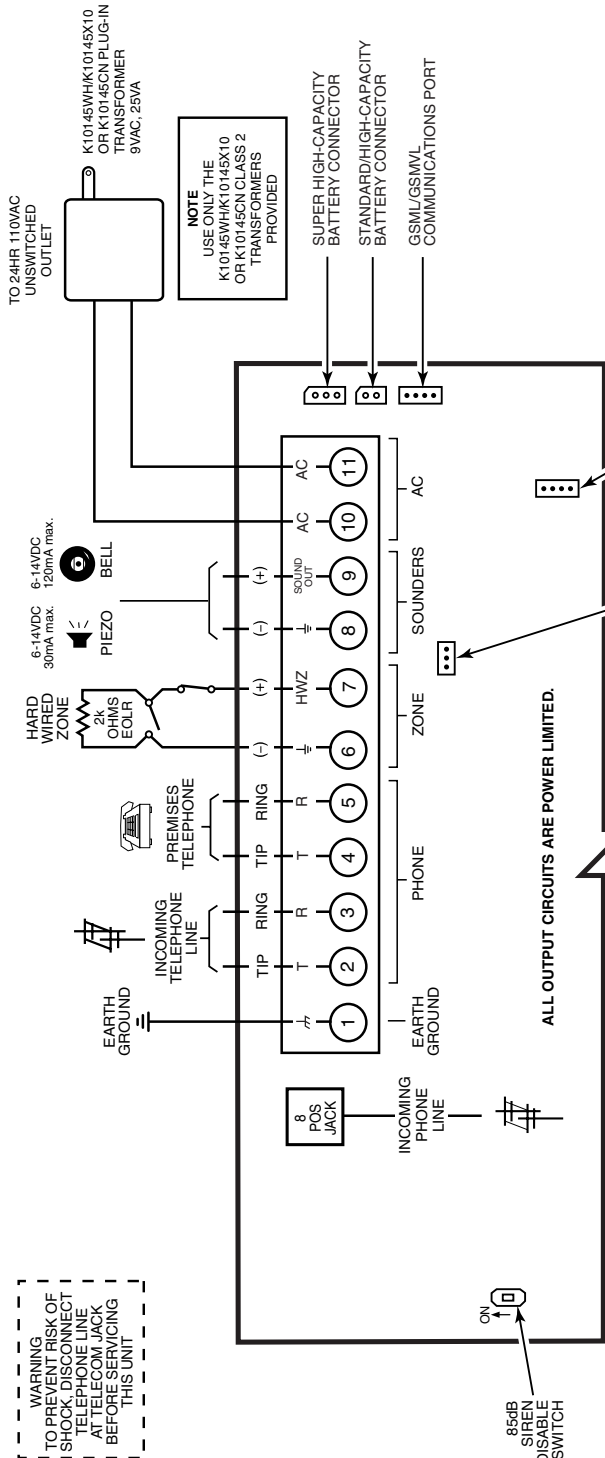 TO 24HR 110VAC
UNSWITCHED
OUTLET
K10145WH/K10145X10
OR K10145CN PLUG-IN
TRANSFORMER
9VAC, 25VA
NOTE
USE ONLY THE
K10145WH/K10145X10
OR K10145CN CLASS 2
TRANSFORMERS
PROVIDED
SUPER HIGH-CAPACITY
BATTERY CONNECTOR
STANDARD/HIGH-CAPACITY
BATTERY CONNECTOR
GSML/GSMVL
COMMUNICATIONS PORT
6-14VDC
120mA max.
BELL
6-14VDC
30mA max.
PIEZO
HARD
WIRED
ZONE
2k
OHMS
EOLR
PREMISES
TELEPHONE
INCOMING
TELEPHONE
LINE
EARTH
GROUND
TIP
RING
TIP
RING
(–)
(+)
(–)
(+)
T
R
T
R
HWZ
SOUND
OUT
AC
AC
1
2
3
4
5
6
7
8
9
10
11
EARTH
GROUND
PHONE
ZONE
SOUNDERS
AC
8
POS
JACK
INCOMING
PHONE
LINE
ALL OUTPUT CIRCUITS ARE POWER LIMITED.
WARNING
TO PREVENT RISK OF
SHOCK, DISCONNECT
TELEPHONE LINE
AT TELECOM JACK
BEFORE SERVICING
THIS UNIT
ON
85dB
SIREN
DISABLE
SWITCH